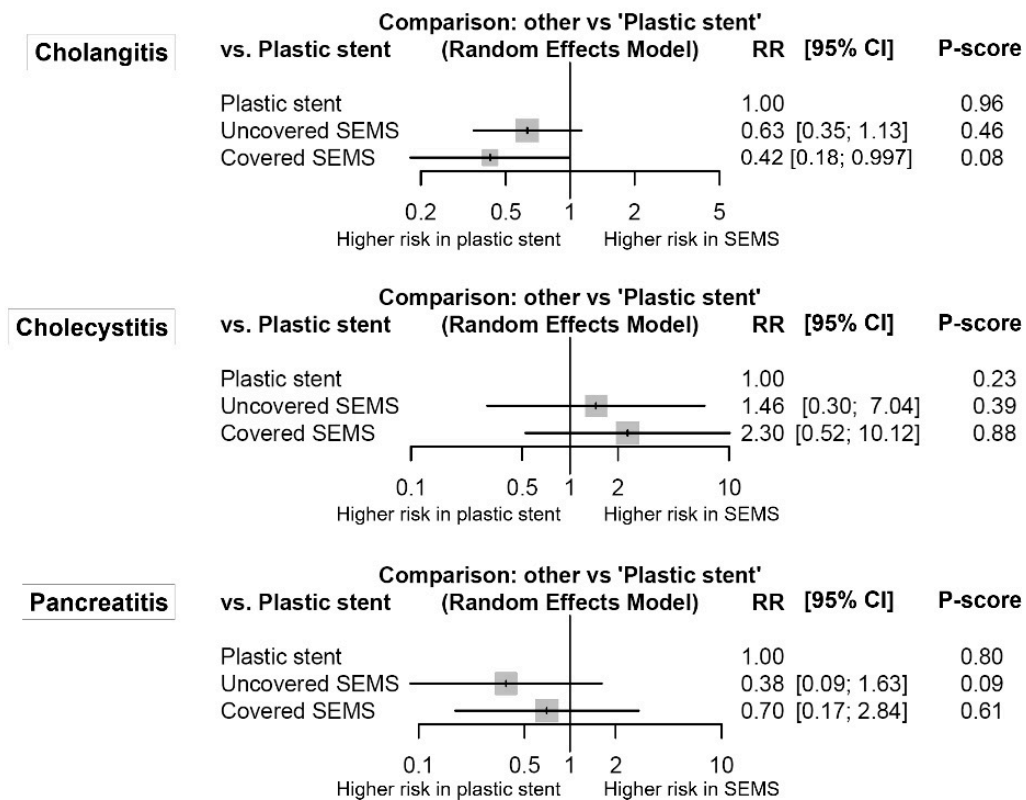 Comparison: other vs 'Plastic stent'
Cholangitis vs. Plastic stent (Random Effects Model) RR [95% CI] P-score
Plastic stent 1.00 0.96
Uncovered SEMS 0.63 [0.35; 1.13] 0.46
Covered SEMS 0.42 [0.18; 0.997] 0.08
0.2 0.5 1 2 5
Higher risk in plastic stent Higher risk in SEMS
Comparison: other vs 'Plastic stent'
Cholecystitis vs. Plastic stent (Random Effects Model) RR [95% CI] P-score
Plastic stent 1.00 0.23
Uncovered SEMS 1.46 [0.30; 7.04] 0.39
Covered SEMS 2.30 [0.52; 10.12] 0.88
0.1 0.5 1 2 10
Higher risk in plastic stent Higher risk in SEMS
Comparison: other vs 'Plastic stent'
Pancreatitis vs. Plastic stent (Random Effects Model) RR [95% CI] P-score
Plastic stent 1.00 0.80
Uncovered SEMS 0.38 [0.09; 1.63] 0.09
Covered SEMS 0.70 [0.17; 2.84] 0.61
0.1 0.5 1 2 10
Higher risk in plastic stent Higher risk in SEMS